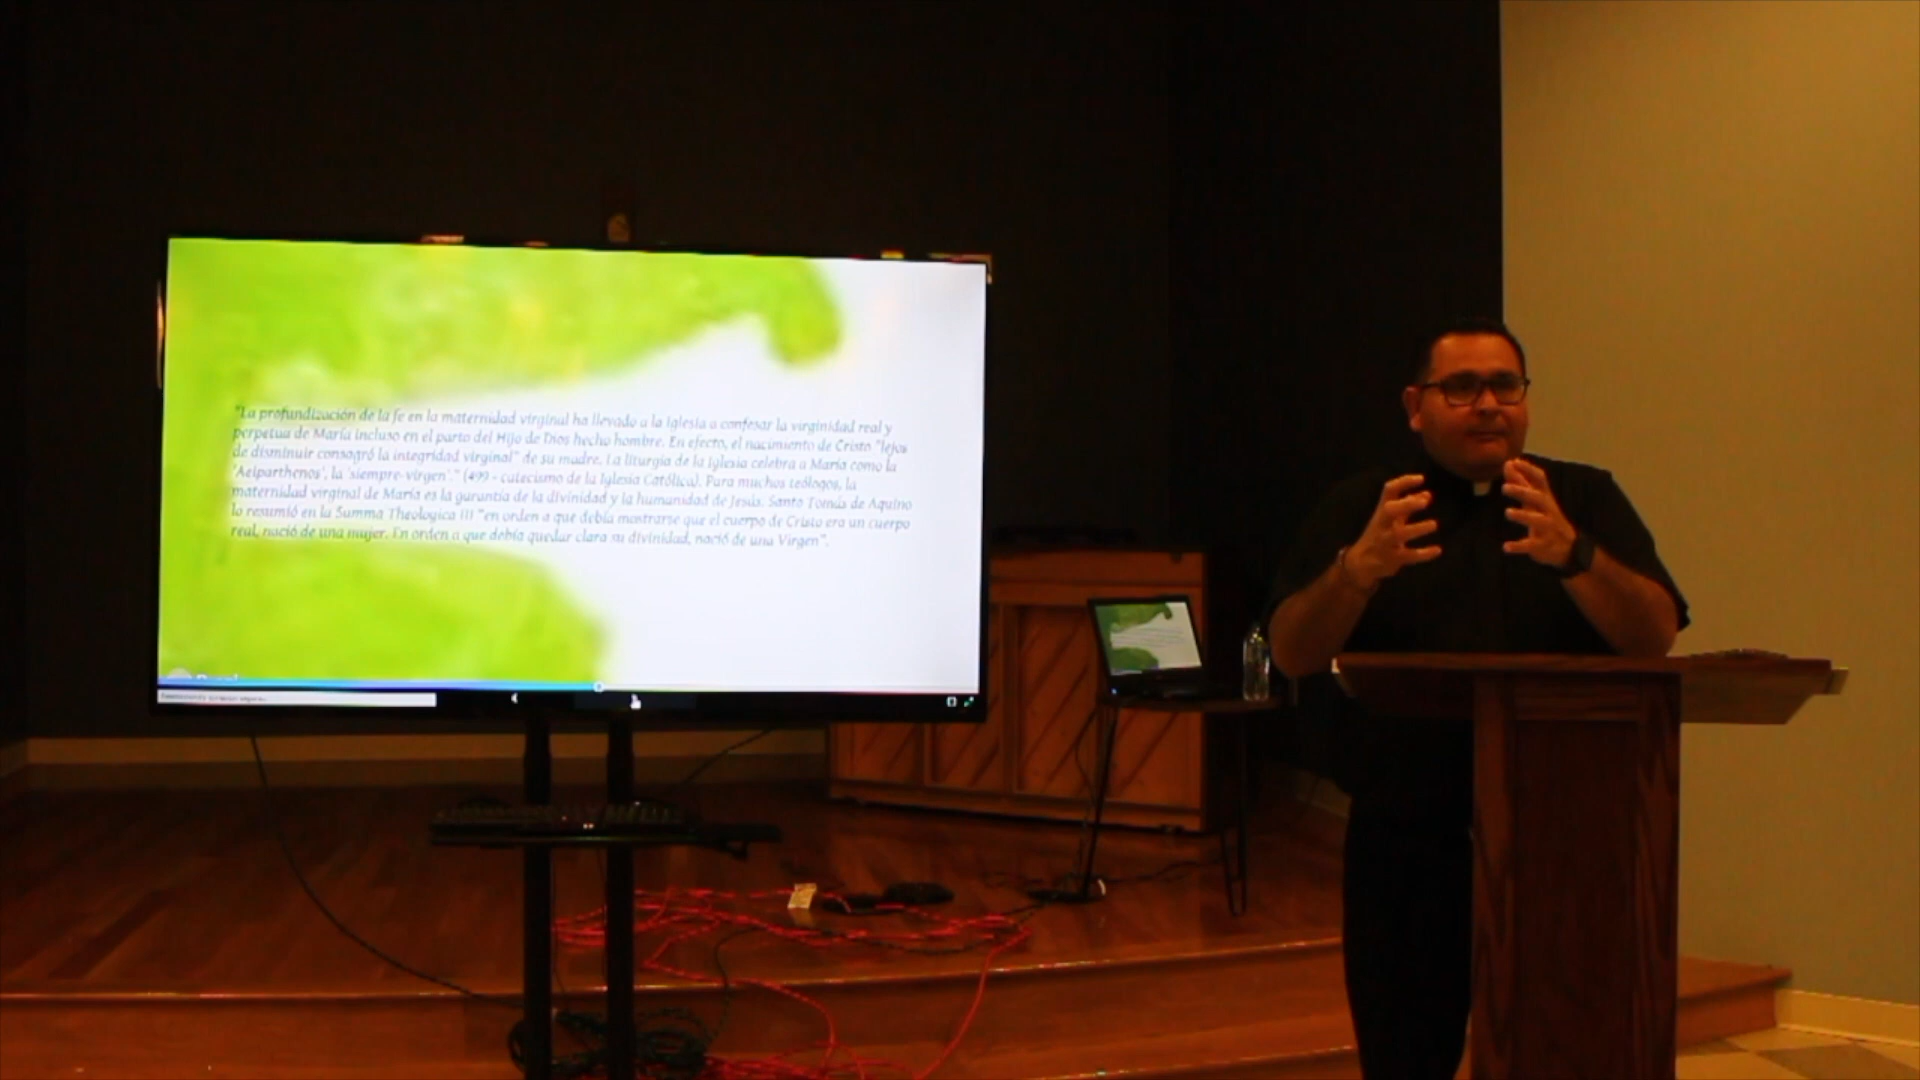 "La profundización de la fe en la maternidad virginal ha llevado a la Iglesia a confesar la virginidad real y
perpetua de María incluso en el parto del Hijo de Dios hecho hombre. En efecto, el nacimiento de Cristo "lejos
de disminuir consagró la integridad virginal" de su madre. La liturgia de la Iglesia celebra a María como la
'Aeiparthenos', la 'siempre-virgen'." (499 - catecismo de la Iglesia Católica). Para muchos teólogos, la
maternidad virginal de María es la garantía de la divinidad y la humanidad de Jesús. Santo Tomás de Aquino
lo resumió en la Summa Theologica III "en orden a que debía mostrarse que el cuerpo de Cristo era un cuerpo
real, nació de una mujer. En orden a que debía quedar clara su divinidad, nació de una Virgen".